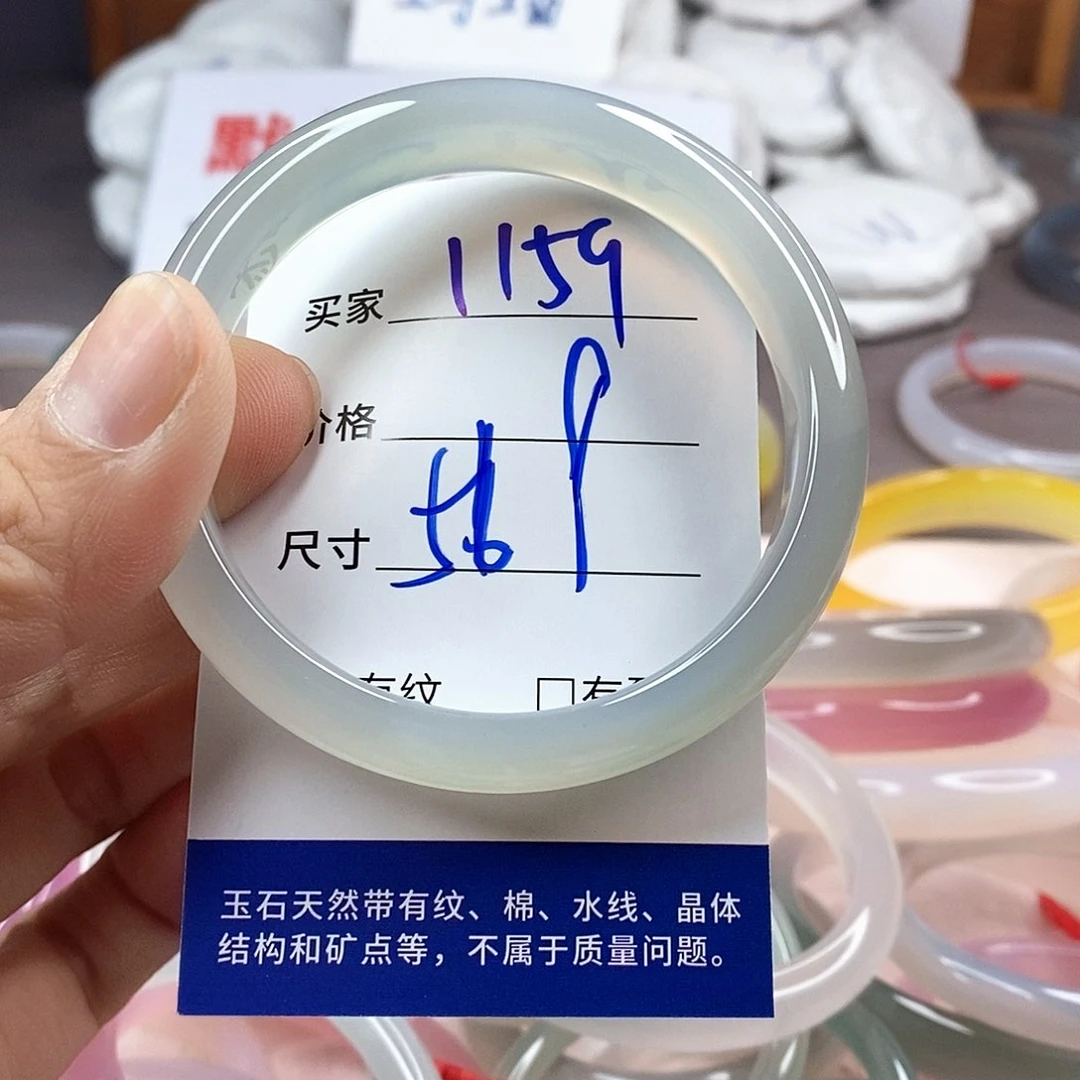 买家 1159
价格
尺寸 56
有纹 □有
玉石天然带有纹、棉、水线、晶体
结构和矿点等，不属于质量问题。